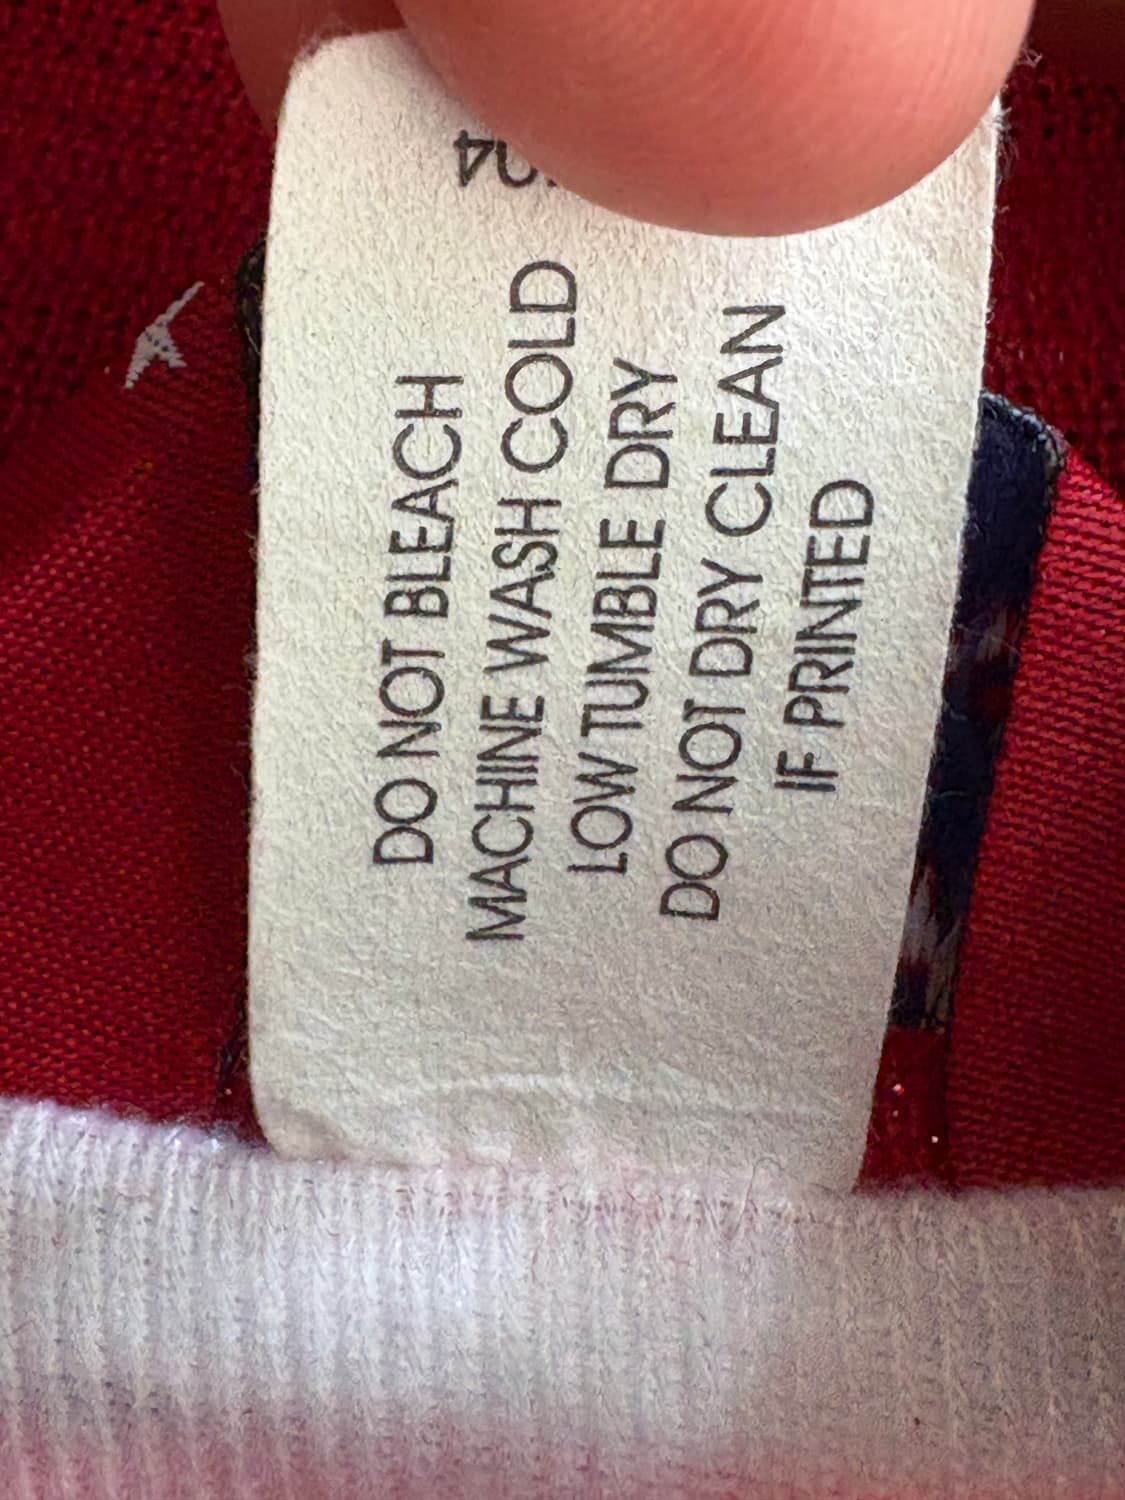 DO NOT BLEACH
MACHINE WASH COLD
LOW TUMBLE DRY
DO NOT DRY CLEAN
IF PRINTED